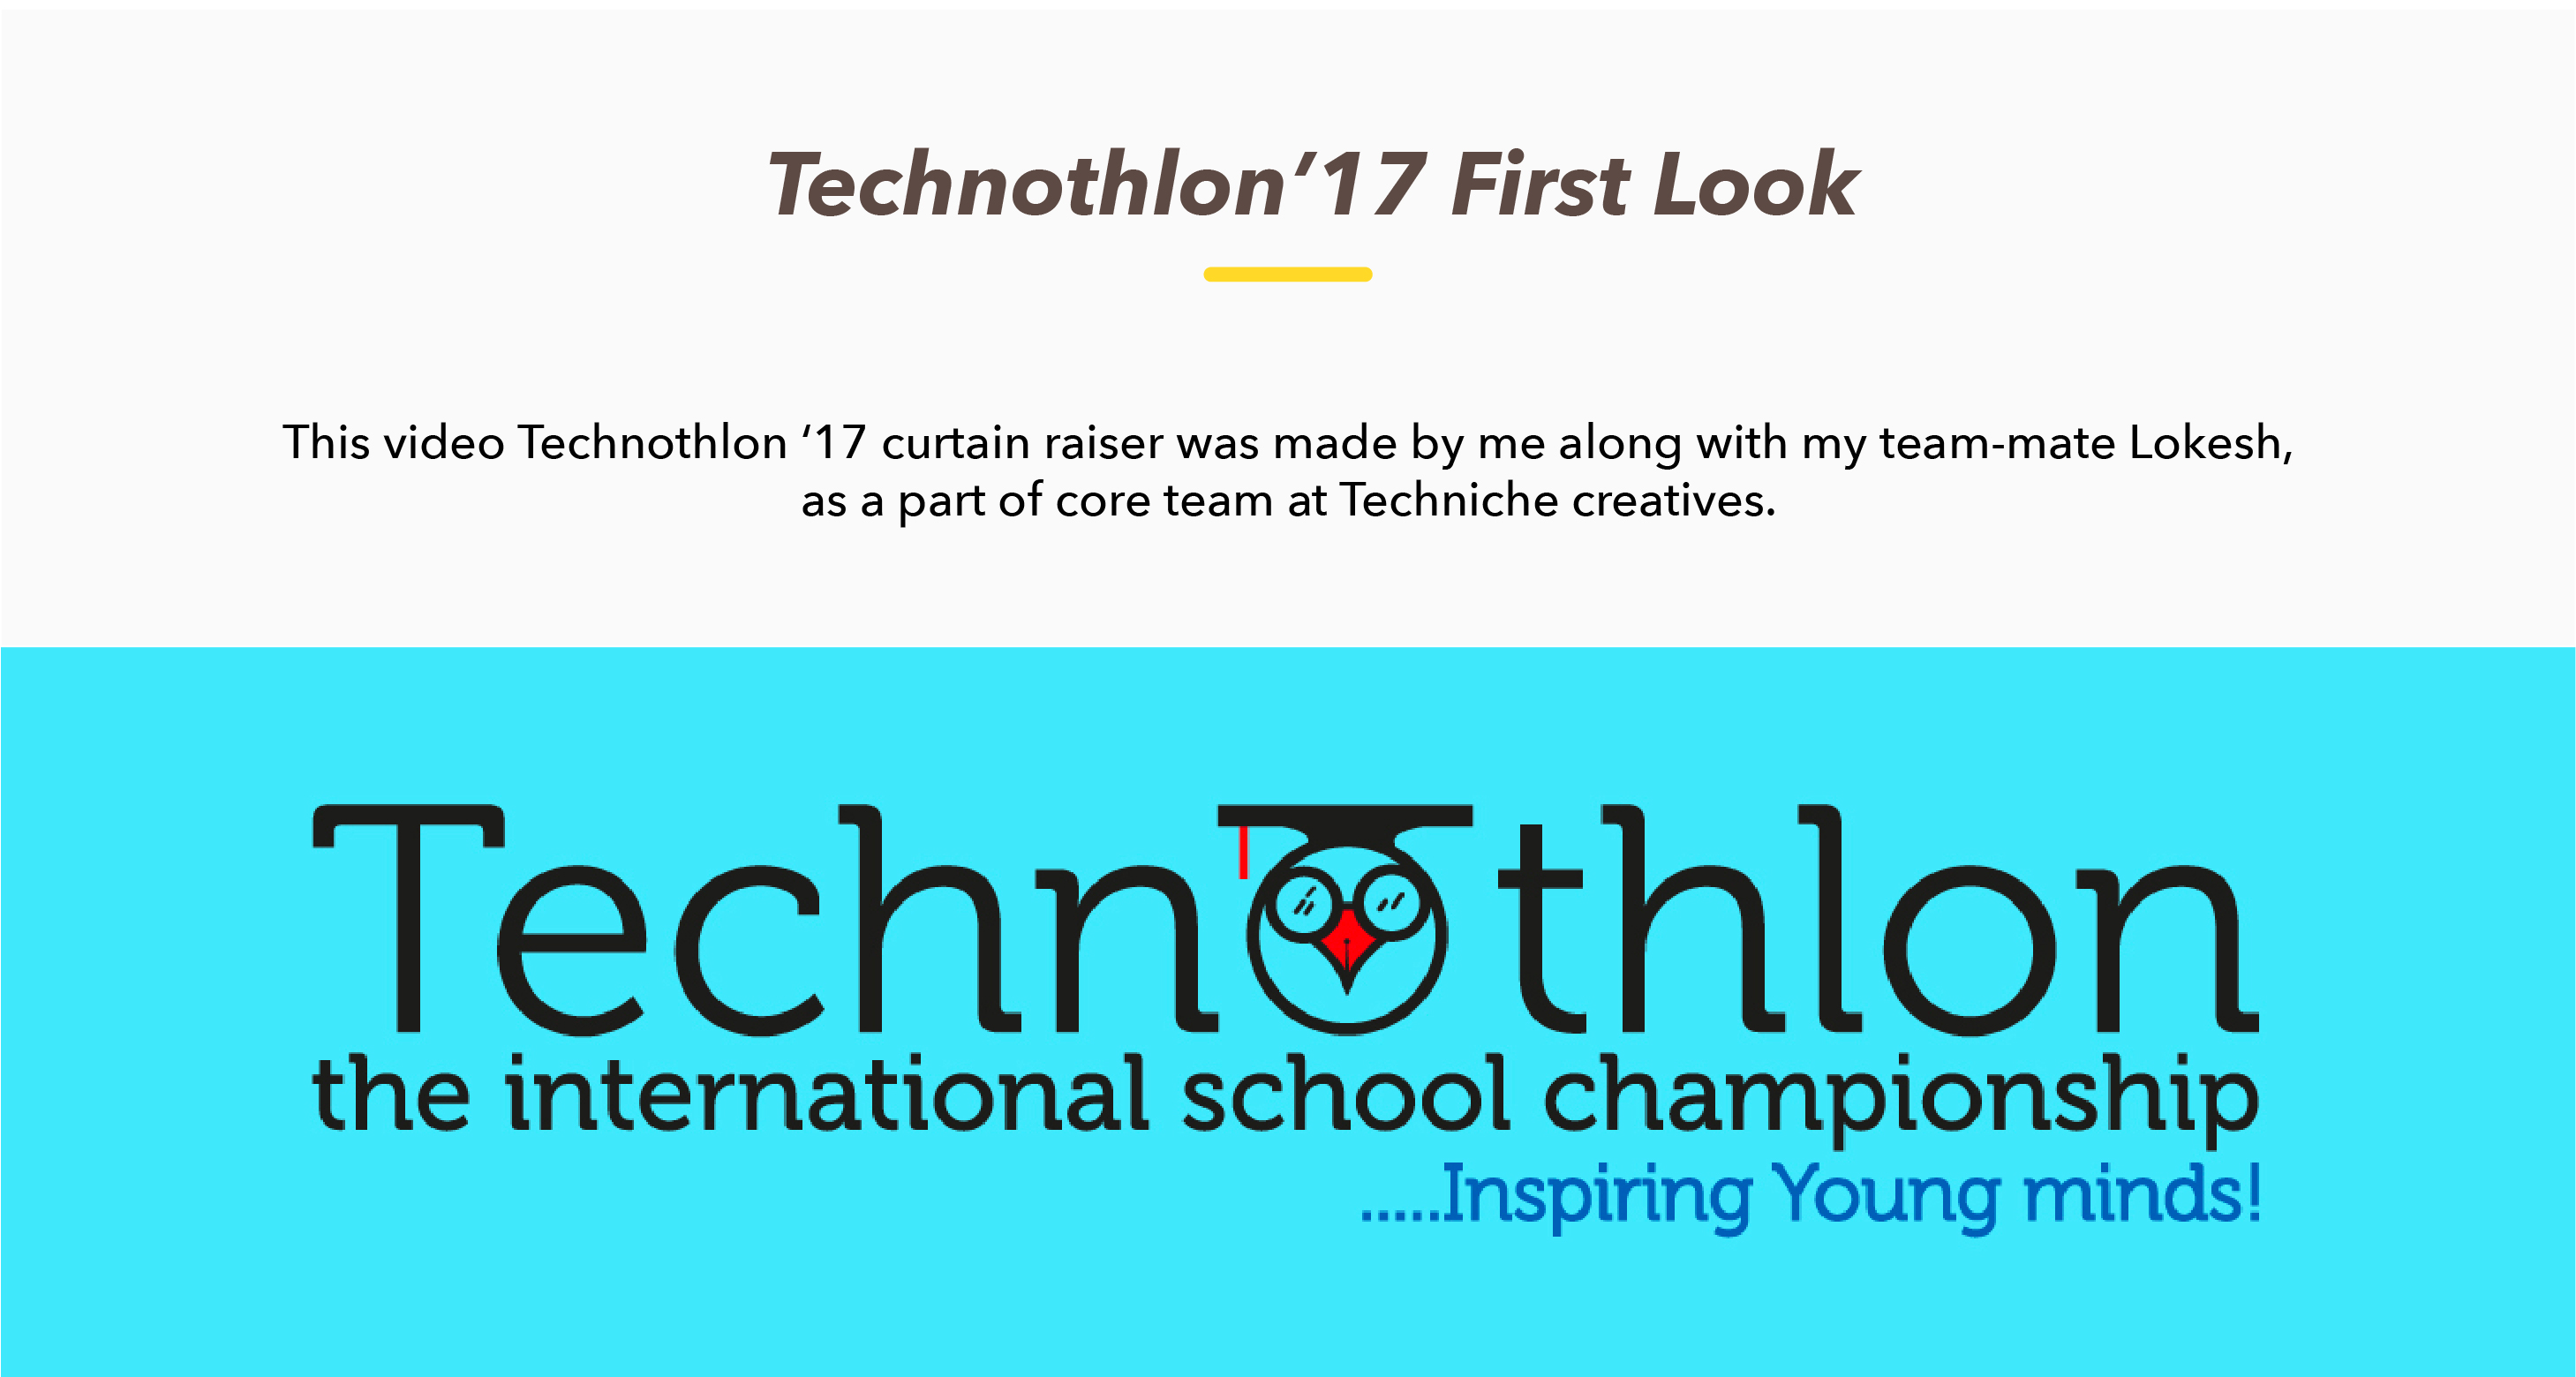 Technothlon’17 First Look
This video Technothlon ‘17 curtain raiser was made by me along with my team-mate Lokesh,
as a part of core team at Techniche creatives.
Technothlon
the international school championship
.....Inspiring Young minds!